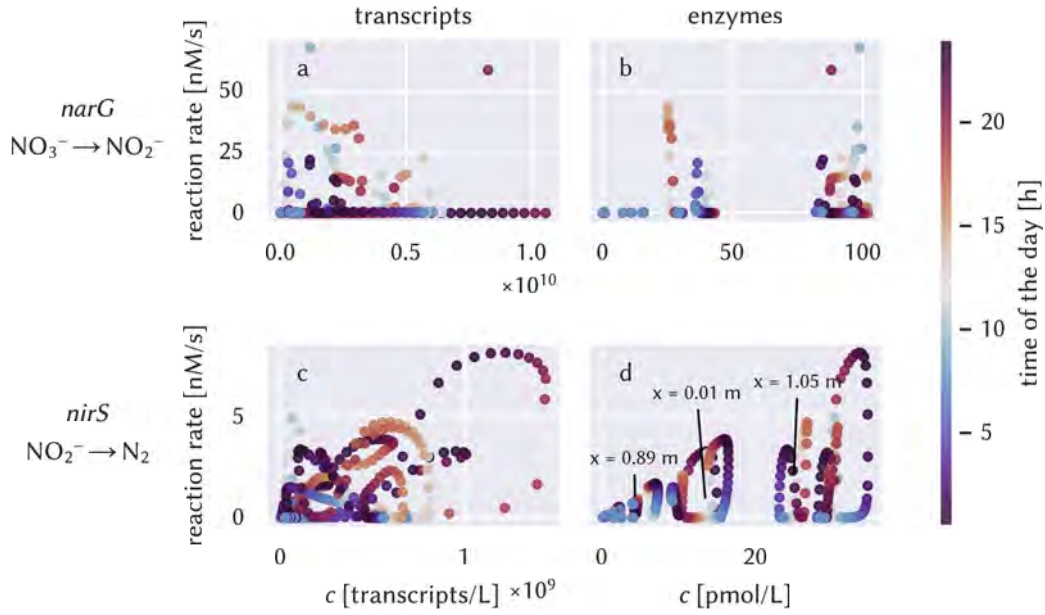 transcripts
enzymes
reaction rate [nM/s]
50
25
0
a
b
narG
NO₃⁻ → NO₂⁻
0.0
0.5
1.0
×10¹⁰
0
50
100
reaction rate [nM/s]
5
0
c
d
x = 0.89 m
x = 0.01 m
x = 1.05 m
nirS
NO₂⁻ → N₂
0
1
×10⁹
c [transcripts/L]
0
20
c [pmol/L]
20
15
10
5
time of the day [h]